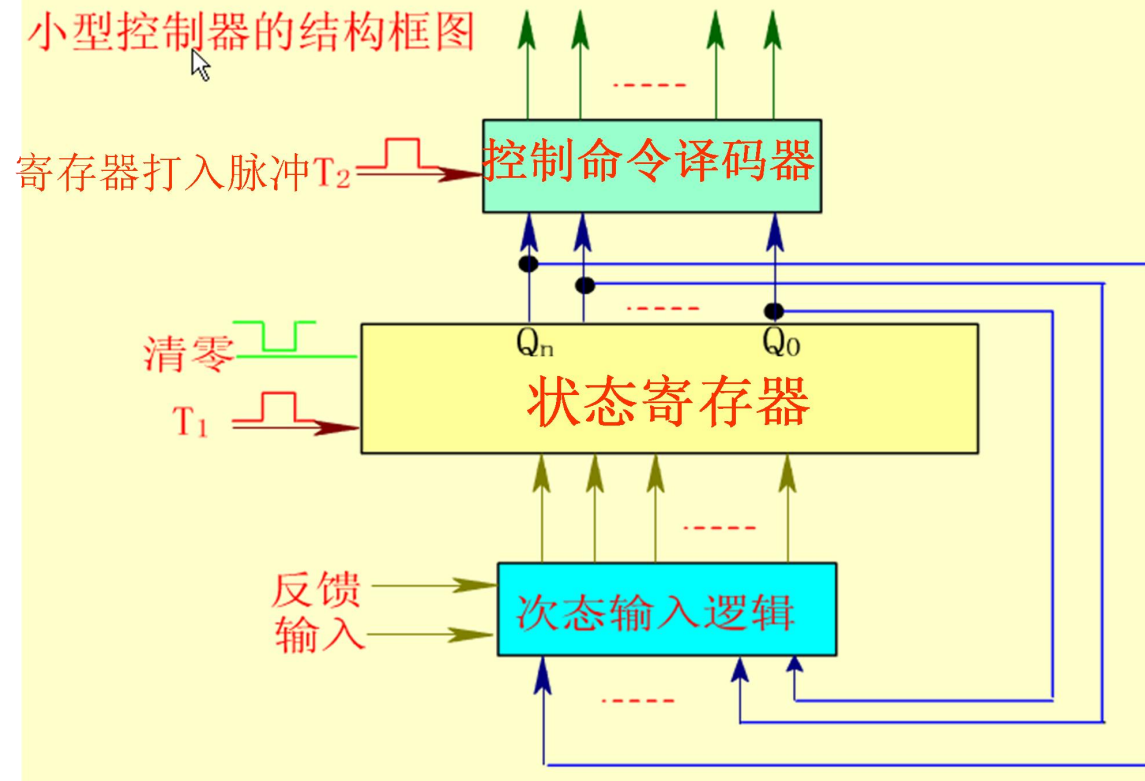 小型控制器的结构框图
寄存器打入脉冲T₂
控制命令译码器
Qn
Q0
清零
状态寄存器
T₁
反馈
输入
次态输入逻辑